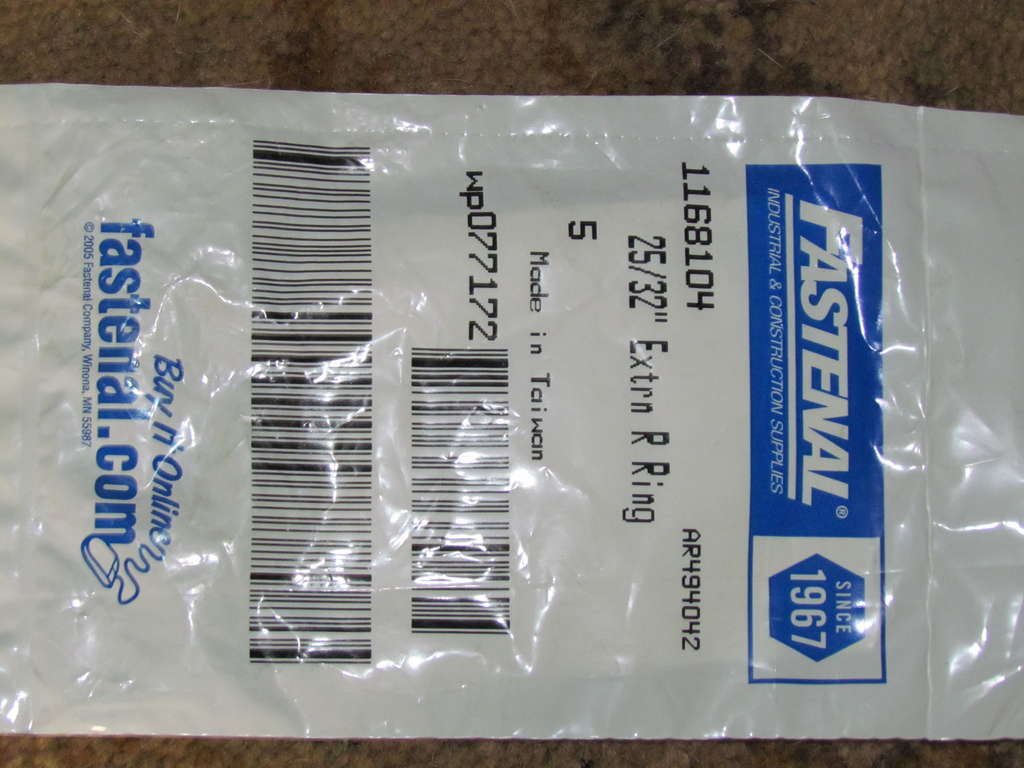 FASTENAL®
INDUSTRIAL & CONSTRUCTION SUPPLIES
SINCE
1967
1168104 AR494042
25/32" Extrn R Ring
5
Made in Taiwan
wp077172
Buy it Online
fastenal.com
© 2005 Fastenal Company, Winona, MN 55987